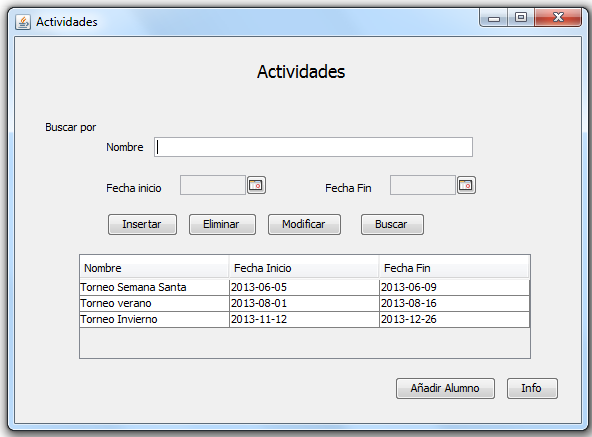 Actividades
Actividades
Buscar por
Nombre
Fecha inicio Fecha Fin
Insertar Eliminar Modificar Buscar
Nombre Fecha Inicio Fecha Fin
Torneo Semana Santa 2013-06-05 2013-06-09
Torneo verano 2013-08-01 2013-08-16
Torneo Invierno 2013-11-12 2013-12-26
Añadir Alumno Info